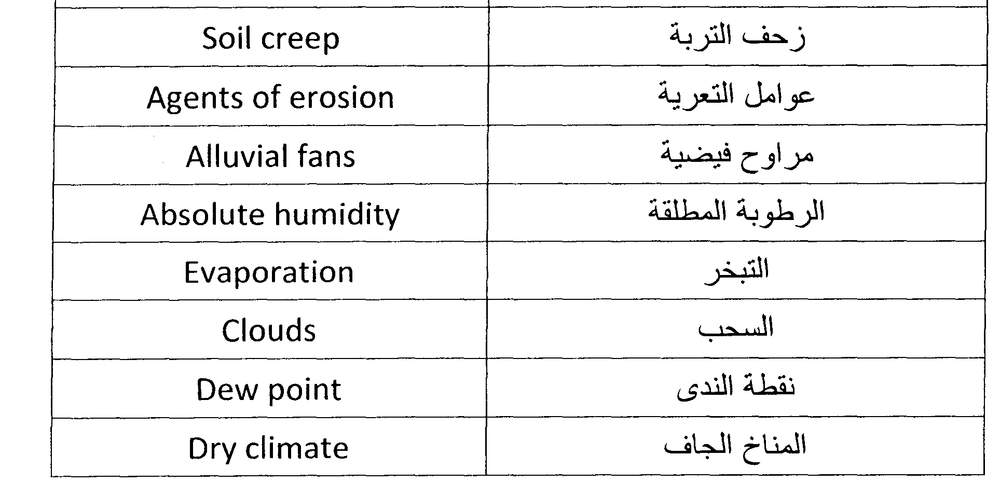 Soil creep زحف التربة
Agents of erosion عوامل التعرية
Alluvial fans مراوح فيضية
Absolute humidity الرطوبة المطلقة
Evaporation التبخر
Clouds السحب
Dew point نقطة الندى
Dry climate المناخ الجاف